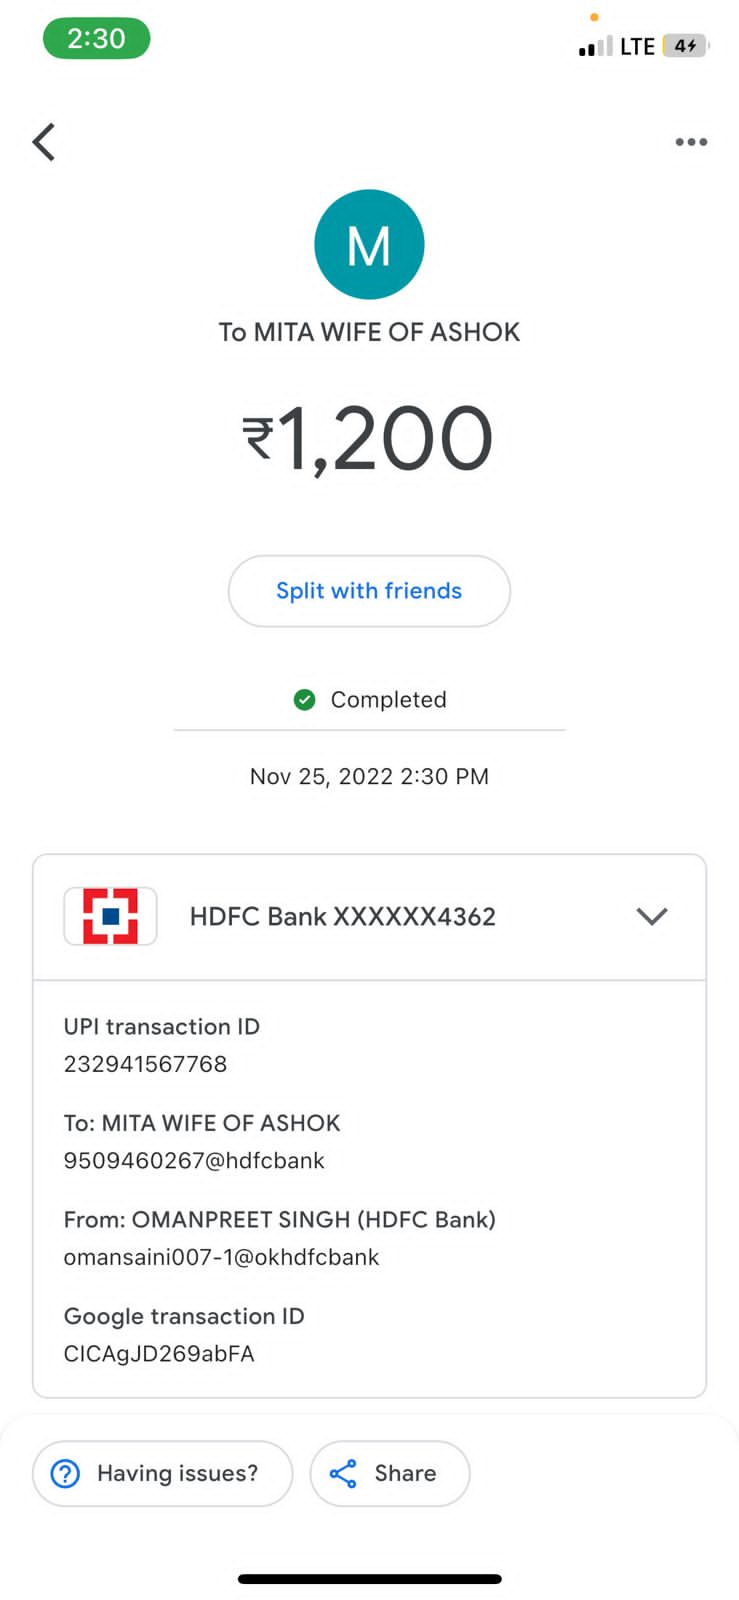 2:30
LTE 4
M
To MITA WIFE OF ASHOK
₹1,200
Split with friends
Completed
Nov 25, 2022 2:30 PM
HDFC Bank XXXXXX4362
UPI transaction ID
232941567768
To: MITA WIFE OF ASHOK
9509460267@hdfcbank
From: OMANPREET SINGH (HDFC Bank)
omansaini007-1@okhdfcbank
Google transaction ID
CICAgJD269abFA
Having issues?
Share